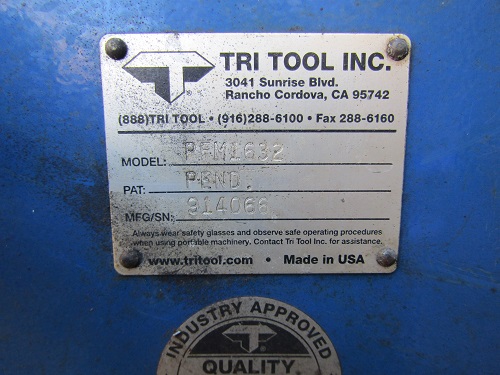 TRI TOOL INC.
3041 Sunrise Blvd.
Rancho Cordova, CA 95742
(888)TRI TOOL • (916)288-6100 • Fax 288-6160
MODEL: PFM1632
PAT: PEND.
MFG/SN: 914066
Always wear safety glasses and observe safe operating procedures
when using portable machinery. Contact Tri Tool Inc. for assistance.
www.tritool.com • Made in USA
INDUSTRY APPROVED
QUALITY